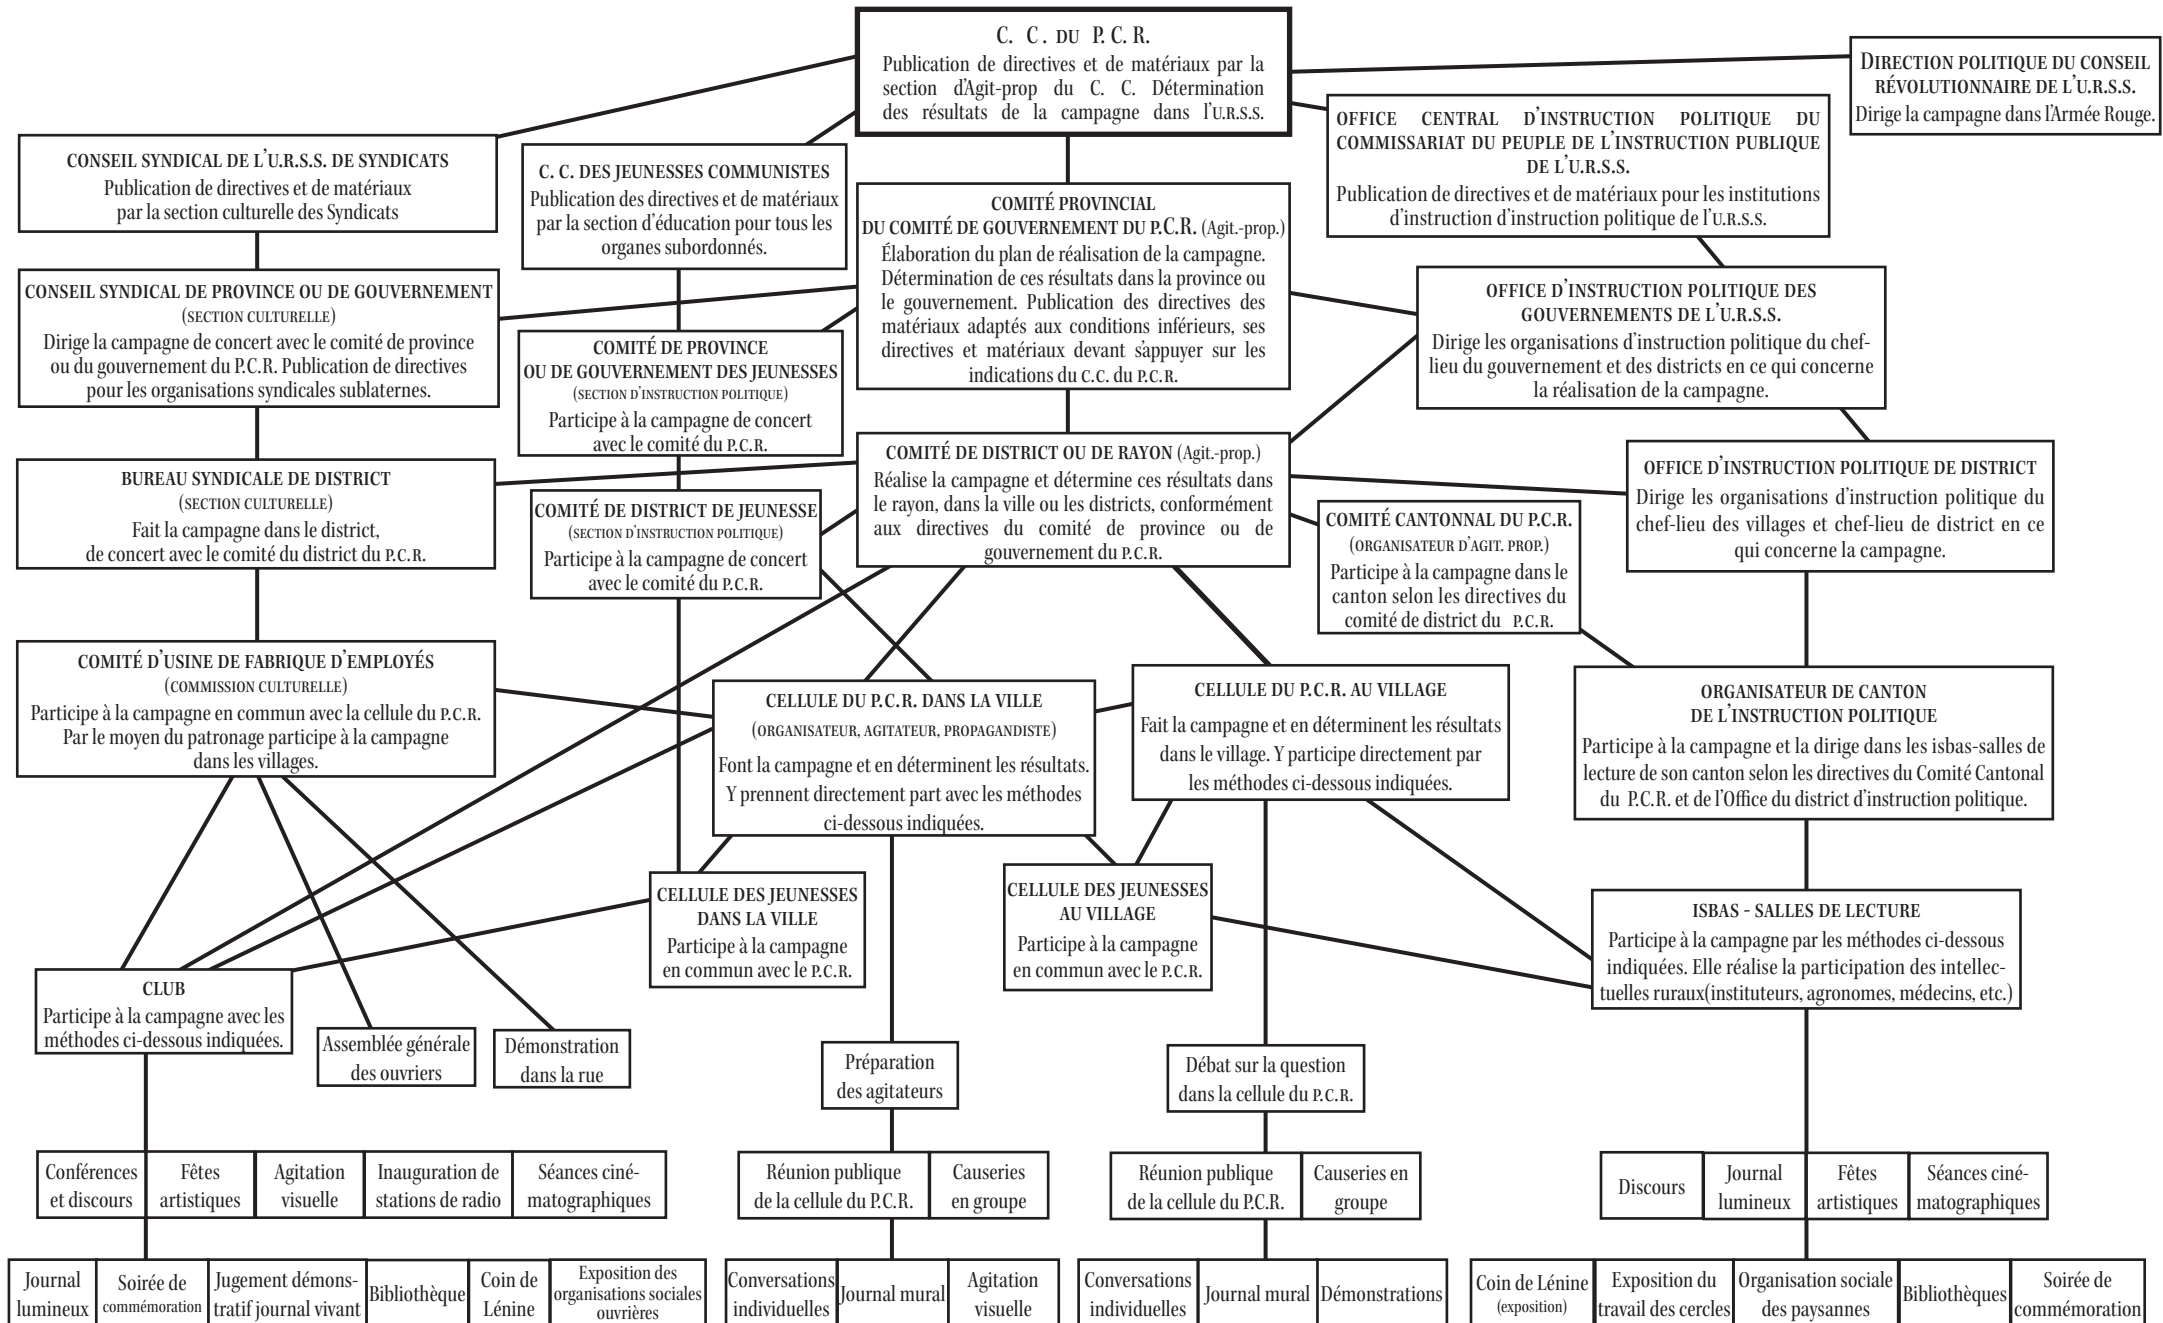 C. C. DU P. C. R.
Publication de directives et de matériaux par la
section d'Agit-prop du C. C. Détermination
des résultats de la campagne dans l'U.R.S.S.
DIRECTION POLITIQUE DU CONSEIL
RÉVOLUTIONNAIRE DE L'U.R.S.S.
Dirige la campagne dans l'Armée Rouge.
OFFICE CENTRAL D'INSTRUCTION POLITIQUE DU
COMMISSARIAT DU PEUPLE DE L'INSTRUCTION PUBLIQUE
DE L'U.R.S.S.
Publication de directives et de matériaux pour les institutions
d'instruction d'instruction politique de l'U.R.S.S.
CONSEIL SYNDICAL DE L'U.R.S.S. DE SYNDICATS
Publication de directives et de matériaux
par la section culturelle des Syndicats
C. C. DES JEUNESSES COMMUNISTES
Publication des directives et de matériaux
par la section d'éducation pour tous les
organes subordonnés.
COMITÉ PROVINCIAL
DU COMITÉ DE GOUVERNEMENT DU P.C.R. (Agit.-prop.)
Élaboration du plan de réalisation de la campagne.
Détermination de ces résultats dans la province ou
le gouvernement. Publication des directives des
matériaux adaptés aux conditions inférieurs, ses
directives et matériaux devant s'appuyer sur les
indications du C.C. du P.C.R.
CONSEIL SYNDICAL DE PROVINCE OU DE GOUVERNEMENT
(SECTION CULTURELLE)
Dirige la campagne de concert avec le comité de province
ou du gouvernement du P.C.R. Publication de directives
pour les organisations syndicales sublaternes.
COMITÉ DE PROVINCE
OU DE GOUVERNEMENT DES JEUNESSES
(SECTION D'INSTRUCTION POLITIQUE)
Participe à la campagne de concert
avec le comité du P.C.R.
OFFICE D'INSTRUCTION POLITIQUE DES
GOUVERNEMENTS DE L'U.R.S.S.
Dirige les organisations d'instruction politique du chef-
lieu du gouvernement et des districts en ce qui concerne
la réalisation de la campagne.
BUREAU SYNDICALE DE DISTRICT
(SECTION CULTURELLE)
Fait la campagne dans le district,
de concert avec le comité du district du P.C.R.
COMITÉ DE DISTRICT DE JEUNESSE
(SECTION D'INSTRUCTION POLITIQUE)
Participe à la campagne de concert
avec le comité du P.C.R.
COMITÉ DE DISTRICT OU DE RAYON (Agit.-prop.)
Réalise la campagne et détermine ces résultats dans
le rayon, dans la ville ou les districts, conformément
aux directives du comité de province ou de
gouvernement du P.C.R.
COMITÉ CANTONNAL DU P.C.R.
(ORGANISATEUR D'AGIT. PROP.)
Participe à la campagne dans le
canton selon les directives du
comité de district du P.C.R.
OFFICE D'INSTRUCTION POLITIQUE DE DISTRICT
Dirige les organisations d'instruction politique du
chef-lieu des villages et chef-lieu de district en ce
qui concerne la campagne.
COMITÉ D'USINE DE FABRIQUE D'EMPLOYÉS
(COMMISSION CULTURELLE)
Participe à la campagne en commun avec la cellule du P.C.R.
Par le moyen du patronage participe à la campagne
dans les villages.
CELLULE DU P.C.R. DANS LA VILLE
(ORGANISATEUR, AGITATEUR, PROPAGANDISTE)
Font la campagne et en déterminent les résultats.
Y prennent directement part avec les méthodes
ci-dessous indiquées.
CELLULE DU P.C.R. AU VILLAGE
Fait la campagne et en déterminent les résultats
dans le village. Y participe directement par
les méthodes ci-dessous indiquées.
ORGANISATEUR DE CANTON
DE L'INSTRUCTION POLITIQUE
Participe à la campagne et la dirige dans les isbas-salles de
lecture de son canton selon les directives du Comité Cantonal
du P.C.R. et de l'Office du district d'instruction politique.
CELLULE DES JEUNESSES
DANS LA VILLE
Participe à la campagne
en commun avec le P.C.R.
CELLULE DES JEUNESSES
AU VILLAGE
Participe à la campagne
en commun avec le P.C.R.
ISBAS - SALLES DE LECTURE
Participe à la campagne par les méthodes ci-dessous
indiquées. Elle réalise la participation des intellec-
tuelles ruraux(instituteurs, agronomes, médecins, etc.)
CLUB
Participe à la campagne avec les
méthodes ci-dessous indiquées.
Assemblée générale
des ouvriers
Démonstration
dans la rue
Préparation
des agitateurs
Débat sur la question
dans la cellule du P.C.R.
Conférences
et discours
Fêtes
artistiques
Agitation
visuelle
Inauguration de
stations de radio
Séances ciné-
matographiques
Réunion publique
de la cellule du P.C.R.
Causeries
en groupe
Réunion publique
de la cellule du P.C.R.
Causeries en
groupe
Discours
Journal
lumineux
Fêtes
artistiques
Séances ciné-
matographiques
Journal
lumineux
Soirée de
commémoration
Jugement démons-
tratif journal vivant
Bibliothèque
Coin de
Lénine
Exposition des
organisations sociales
ouvrières
Conversations
individuelles
Journal mural
Agitation
visuelle
Conversations
individuelles
Journal mural
Démonstrations
Coin de Lénine
(exposition)
Exposition du
travail des cercles
Organisation sociale
des paysannes
Bibliothèques
Soirée de
commémoration